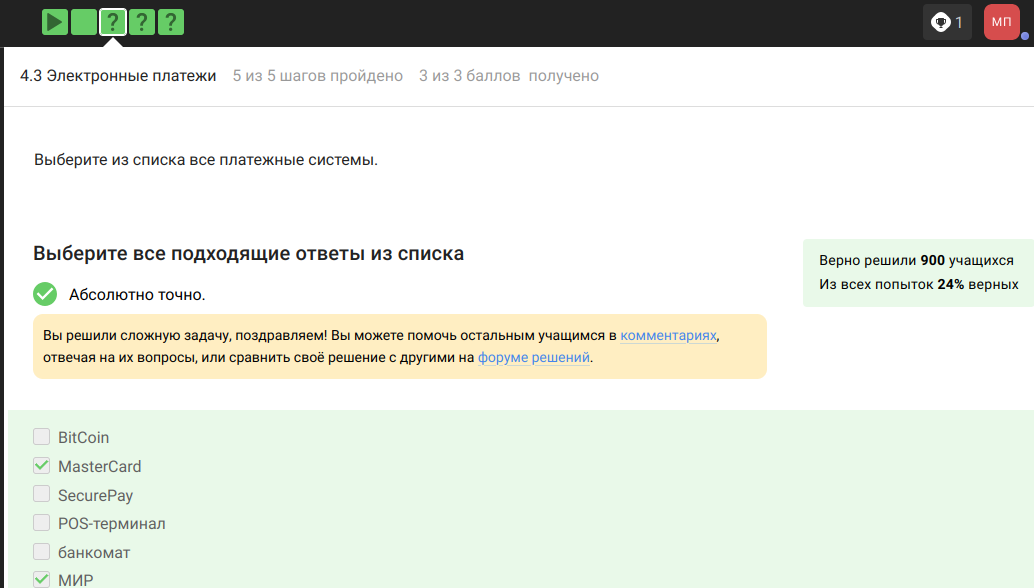 ? ? ?
1
МП
4.3 Электронные платежи 5 из 5 шагов пройдено 3 из 3 баллов получено
Выберите из списка все платежные системы.
Выберите все подходящие ответы из списка
Верно решили 900 учащихся
Из всех попыток 24% верных
Абсолютно точно.
Вы решили сложную задачу, поздравляем! Вы можете помочь остальным учащимся в комментариях,
отвечая на их вопросы, или сравнить своё решение с другими на форуме решений.
BitCoin
MasterCard
SecurePay
POS-терминал
банкомат
МИР